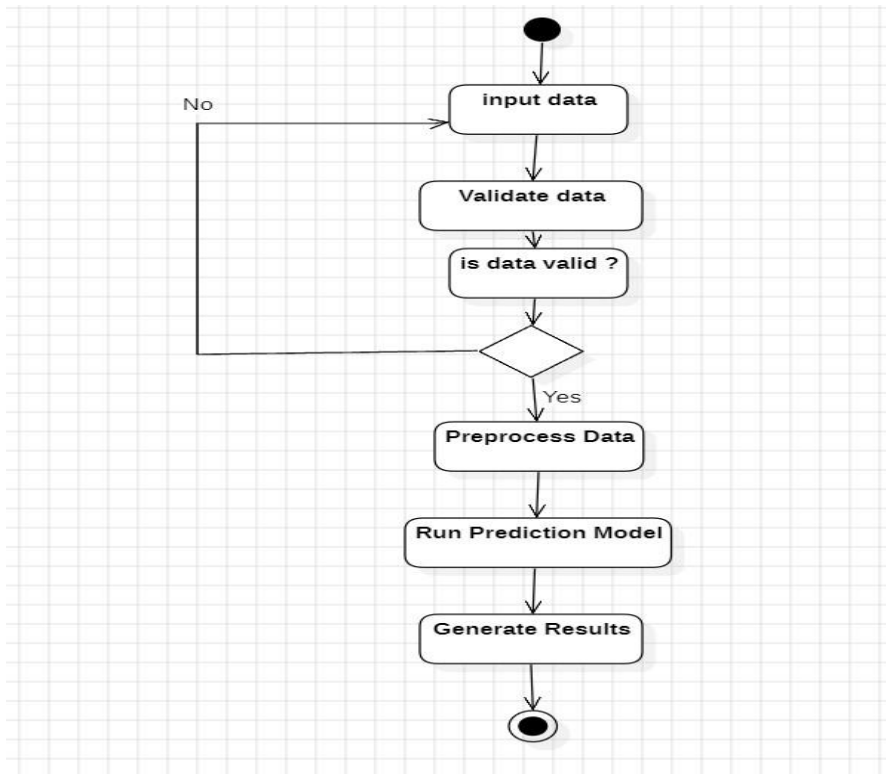 No
input data
Validate data
is data valid ?
Yes
Preprocess Data
Run Prediction Model
Generate Results